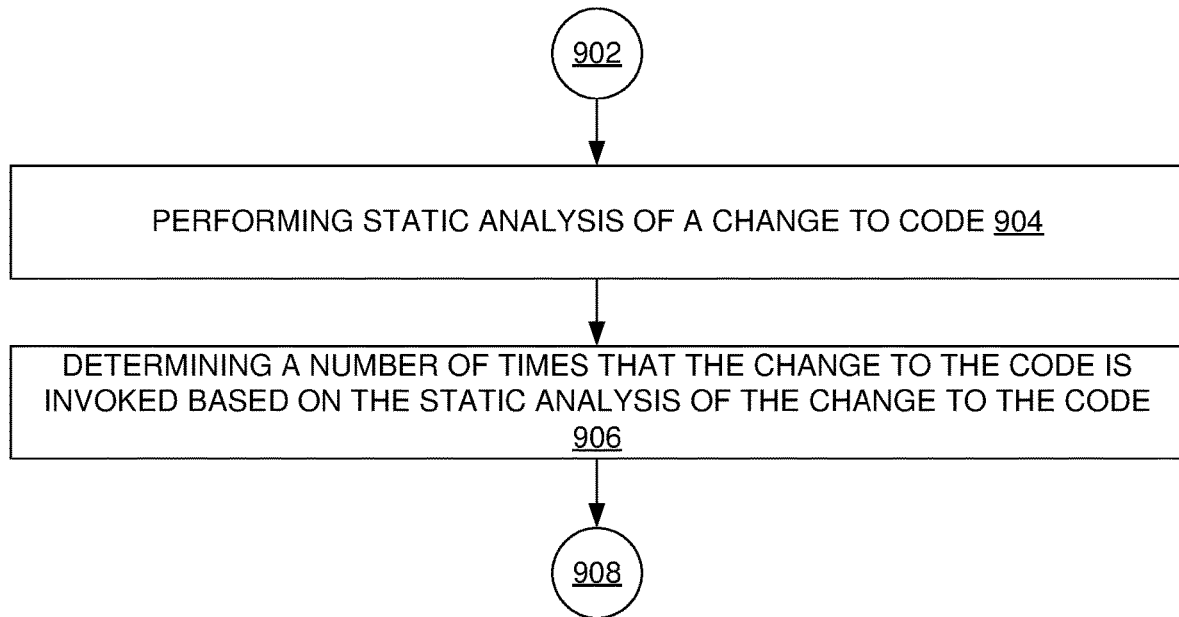 902
PERFORMING STATIC ANALYSIS OF A CHANGE TO CODE 904
DETERMINING A NUMBER OF TIMES THAT THE CHANGE TO THE CODE IS
INVOKED BASED ON THE STATIC ANALYSIS OF THE CHANGE TO THE CODE
906
908